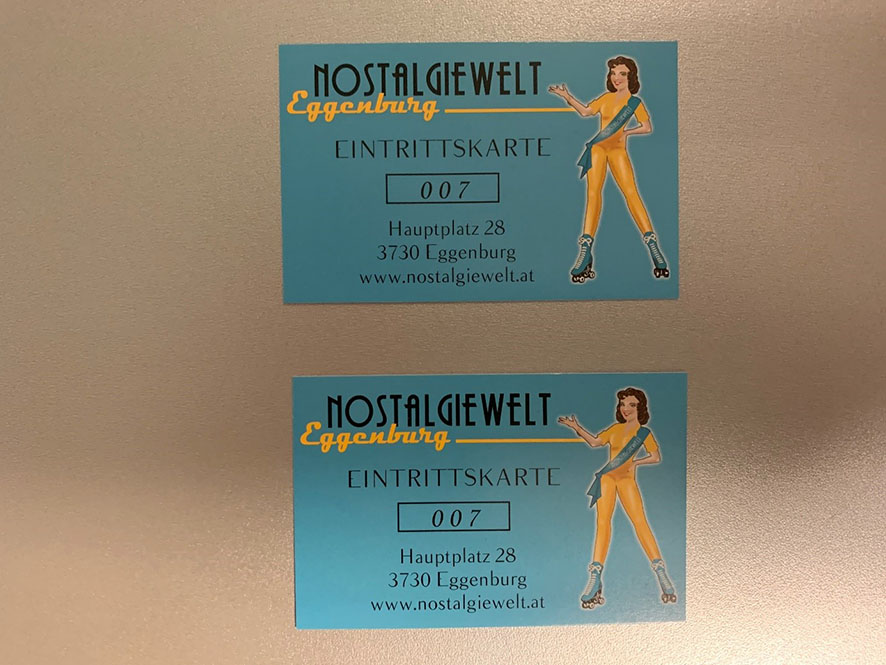 NOSTALGIEWELT
Eggenburg
EINTRITTSKARTE
007
Hauptplatz 28
3730 Eggenburg
www.nostalgiewelt.at
NOSTALGIEWELT
Eggenburg
EINTRITTSKARTE
007
Hauptplatz 28
3730 Eggenburg
www.nostalgiewelt.at